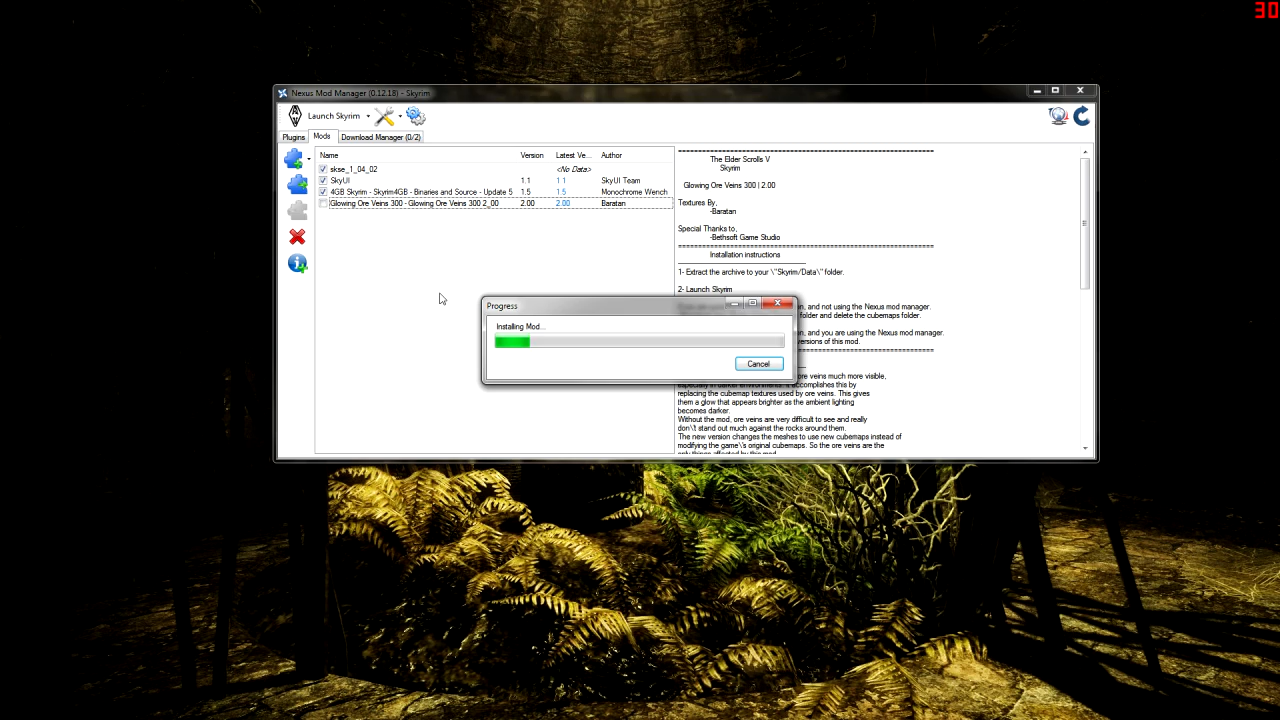 30
Nexus Mod Manager (0.12.18) - Skyrim
Launch Skyrim
Plugins Mods Download Manager (0/2)
Name Version Latest Ve... Author
skse_1_04_02 <No Data>
SkyUI 1.1 1.1 SkyUI Team
4GB Skyrim - Skyrim4GB - Binaries and Source - Update 5 1.5 1.5 Monochrome Wench
Glowing Ore Veins 300 - Glowing Ore Veins 300 2_00 2.00 2.00 Baratan
==================================================
The Elder Scrolls V
Skyrim
Glowing Ore Veins 300 | 2.00
Textures By,
-Baratan
Special Thanks to,
-Bethsoft Game Studio
==================================================
Installation instructions
1- Extract the archive to your \"Skyrim/Data\" folder.
2- Launch Skyrim
n, and not using the Nexus mod manager.
folder and delete the cubemaps folder.
n, and you are using the Nexus mod manager.
versions of this mod.
ore veins much more visible,
especially in darker environments. It accomplishes this by
replacing the cubemap textures used by ore veins. This gives
them a glow that appears brighter as the ambient lighting
becomes darker.
Without the mod, ore veins are very difficult to see and really
don\'t stand out much against the rocks around them.
The new version changes the meshes to use new cubemaps instead of
modifying the game\'s original cubemaps. So the ore veins are the
only things affected by this mod.
Progress
Installing Mod...
Cancel